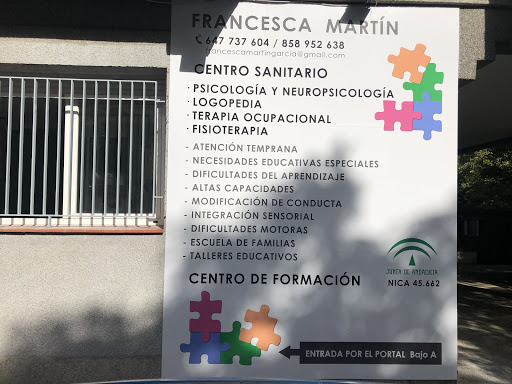 FRANCESCA MARTÍN
647 737 604 / 858 952 638
francescamartingarcia@gmail.com
CENTRO SANITARIO
· PSICOLOGÍA Y NEUROPSICOLOGÍA
· LOGOPEDIA
· TERAPIA OCUPACIONAL
· FISIOTERAPIA
- ATENCIÓN TEMPRANA
- NECESIDADES EDUCATIVAS ESPECIALES
- DIFICULTADES DEL APRENDIZAJE
- ALTAS CAPACIDADES
- MODIFICACIÓN DE CONDUCTA
- INTEGRACIÓN SENSORIAL
- DIFICULTADES MOTORAS
- ESCUELA DE FAMILIAS
- TALLERES EDUCATIVOS
JUNTA DE ANDALUCIA
NICA 45.662
CENTRO DE FORMACIÓN
ENTRADA POR EL PORTAL Bajo A